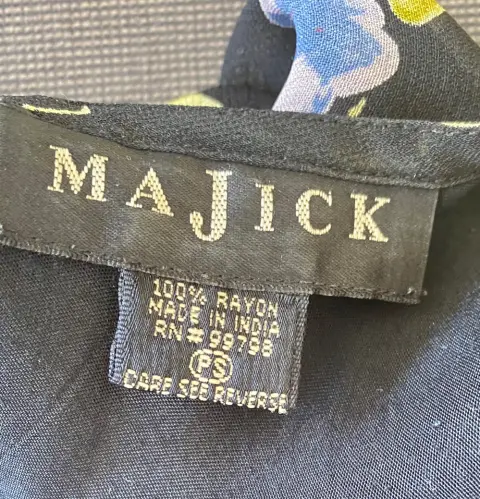 MAJICK
100% RAYON
MADE IN INDIA
RN#99798
PS
CARE SEE REVERSE